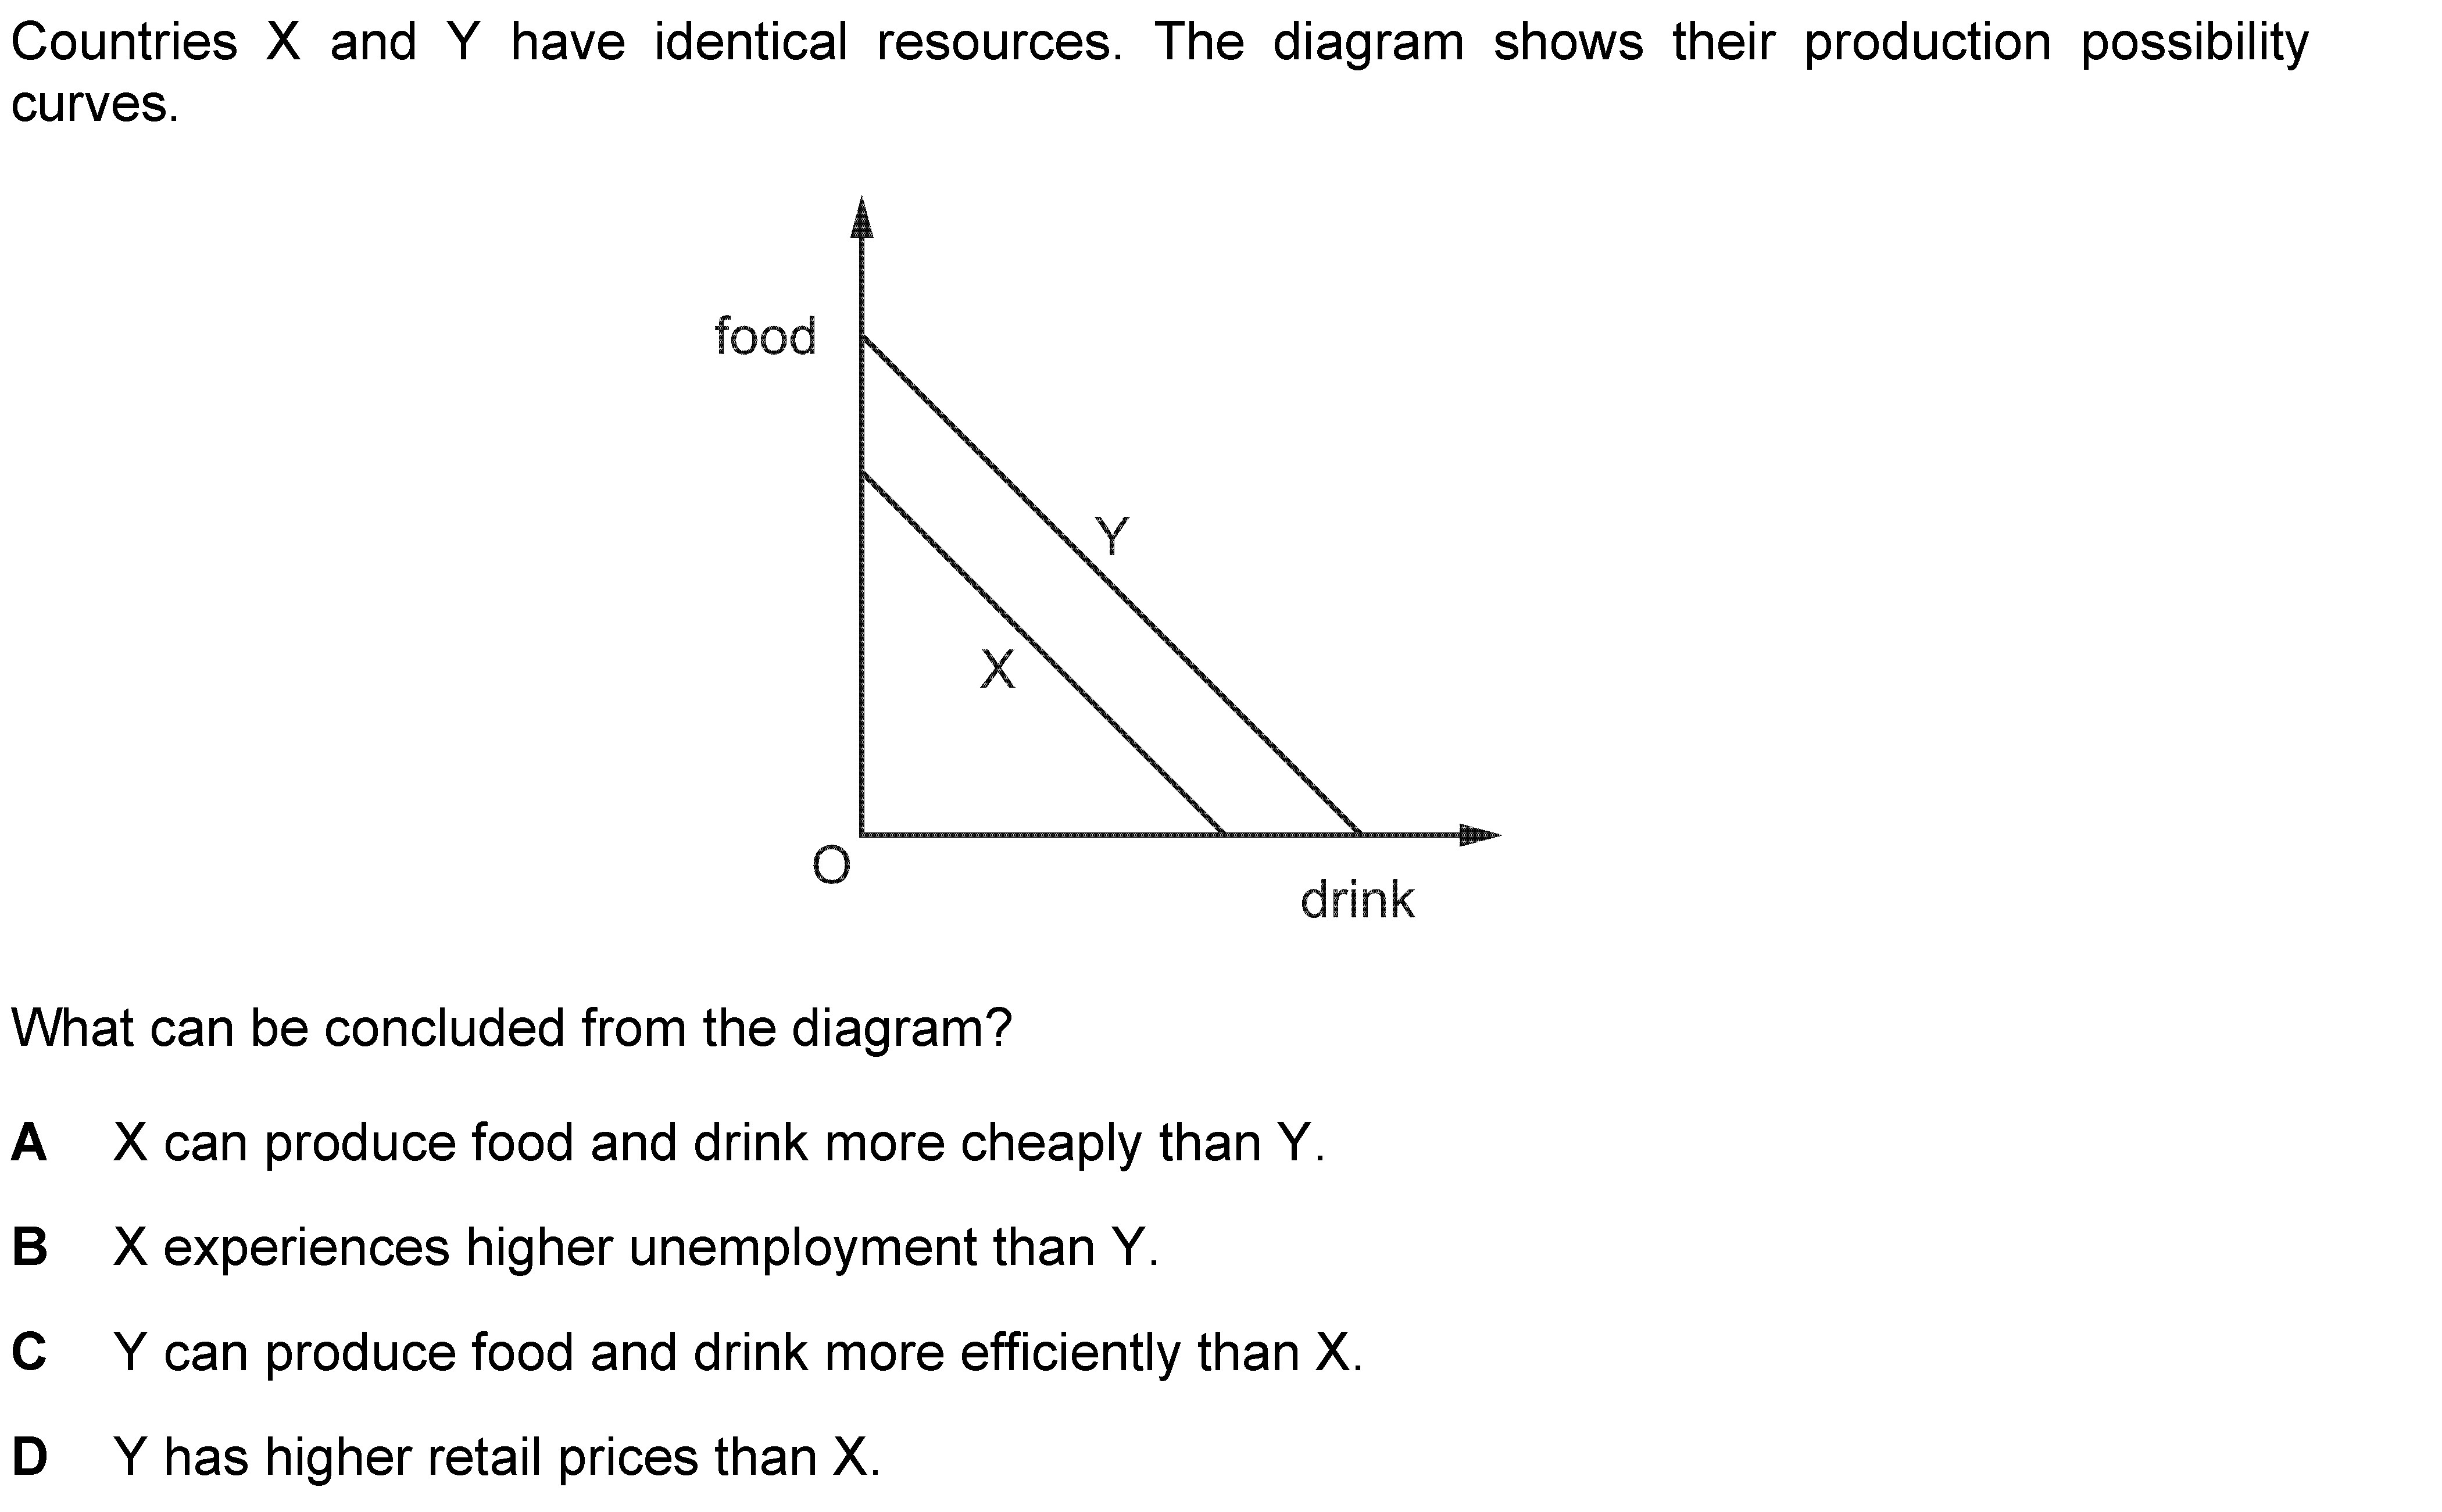 Countries X and Y have identical resources. The diagram shows their production possibility
curves.
food
Y
X
O
drink
What can be concluded from the diagram?
A X can produce food and drink more cheaply than Y.
B X experiences higher unemployment than Y.
C Y can produce food and drink more efficiently than X.
D Y has higher retail prices than X.